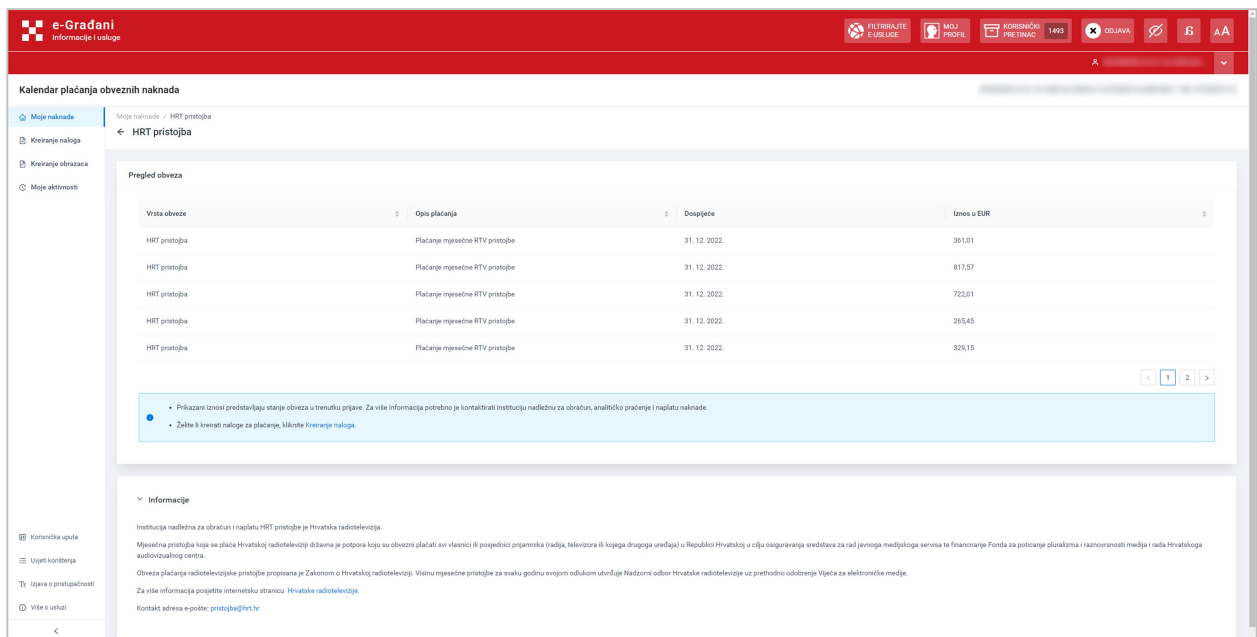 e-Građani
Informacije i usluge
FILTRIRAJTE
E-USLUGE
MOJ
PROFIL
KORISNIČKI
PRETINAC
1493
ODJAVA
AA
Kalendar plaćanja obveznih naknada
Moje naknade
Kreiranje naloga
Kreiranje obrazaca
Moje aktivnosti
Moje naknade / HRT pristojba
← HRT pristojba
Pregled obveza
Vrsta obveze Opis plaćanja Dospijeće Iznos u EUR
HRT pristojba Plaćanje mjesečne RTV pristojbe 31. 12. 2022. 361,01
HRT pristojba Plaćanje mjesečne RTV pristojbe 31. 12. 2022. 817,57
HRT pristojba Plaćanje mjesečne RTV pristojbe 31. 12. 2022. 722,01
HRT pristojba Plaćanje mjesečne RTV pristojbe 31. 12. 2022. 265,45
HRT pristojba Plaćanje mjesečne RTV pristojbe 31. 12. 2022. 329,15
< 1 2 >
• Prikazani iznosi predstavljaju stanje obveza u trenutku prijave. Za više informacija potrebno je kontaktirati instituciju nadležnu za obračun, analitičko praćenje i naplatu naknade.
• Želite li kreirati naloge za plaćanje, kliknite Kreiranje naloga.
Informacije
Institucija nadležna za obračun i naplatu HRT pristojbe je Hrvatska radiotelevizija.
Mjesečna pristojba koja se plaća Hrvatskoj radioteleviziji državna je potpora koju su obvezni plaćati svi vlasnici ili posjednici prijamnika (radija, televizora ili kojega drugoga uređaja) u Republici Hrvatskoj u cilju osiguravanja sredstava za rad javnoga medijskoga servisa te financiranje Fonda za poticanje pluralizma i raznovrsnosti medija i rada Hrvatskoga
audiovizualnog centra.
Obveza plaćanja radiotelevizijske pristojbe propisana je Zakonom o Hrvatskoj radioteleviziji. Visinu mjesečne pristojbe za svaku godinu svojom odlukom utvrđuje Nadzorni odbor Hrvatske radiotelevizije uz prethodno odobrenje Vijeća za elektroničke medije.
Za više informacija posjetite internetsku stranicu Hrvatske radiotelevizije.
Kontakt adresa e-pošte: pristojba@hrt.hr
Korisnička uputa
Uvjeti korištenja
Izjava o pristupačnosti
Više o usluzi